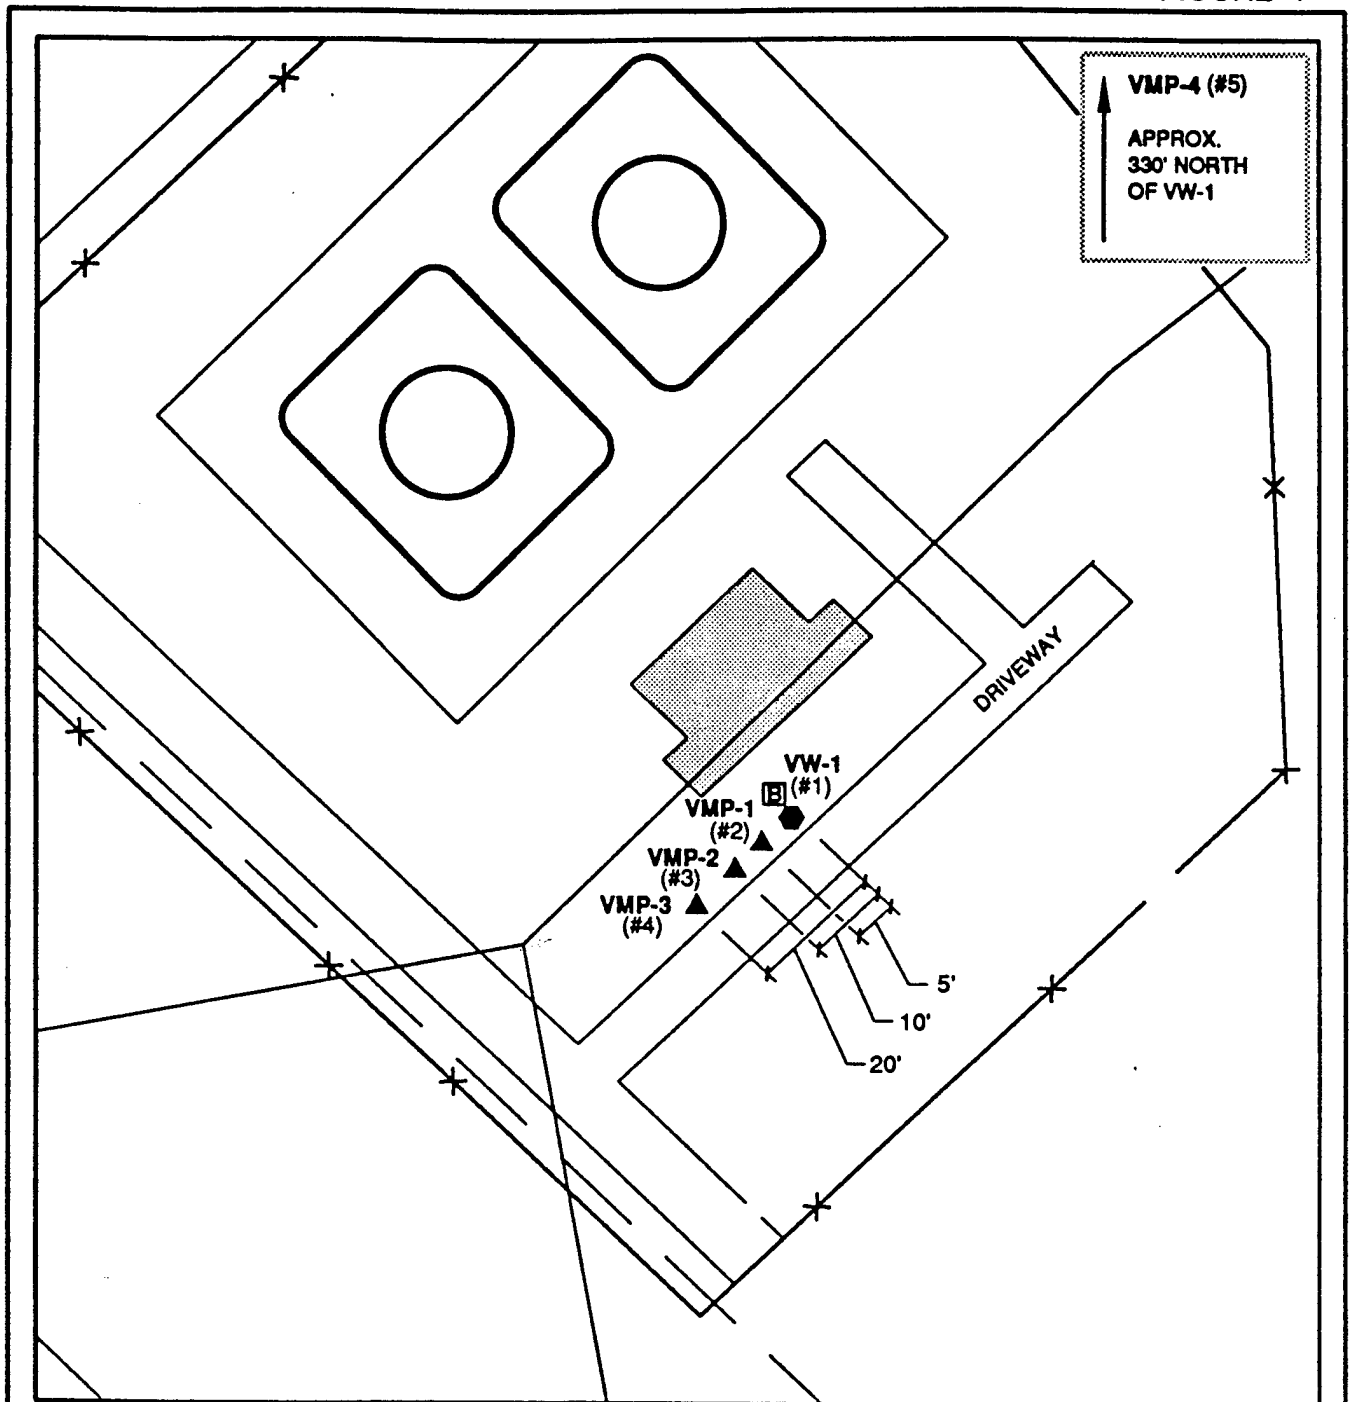 VMP-4 (#5)
APPROX.
330' NORTH
OF VW-1
DRIVEWAY
VW-1
(#1)
B
VMP-1
(#2)
VMP-2
(#3)
VMP-3
(#4)
5'
10'
20'